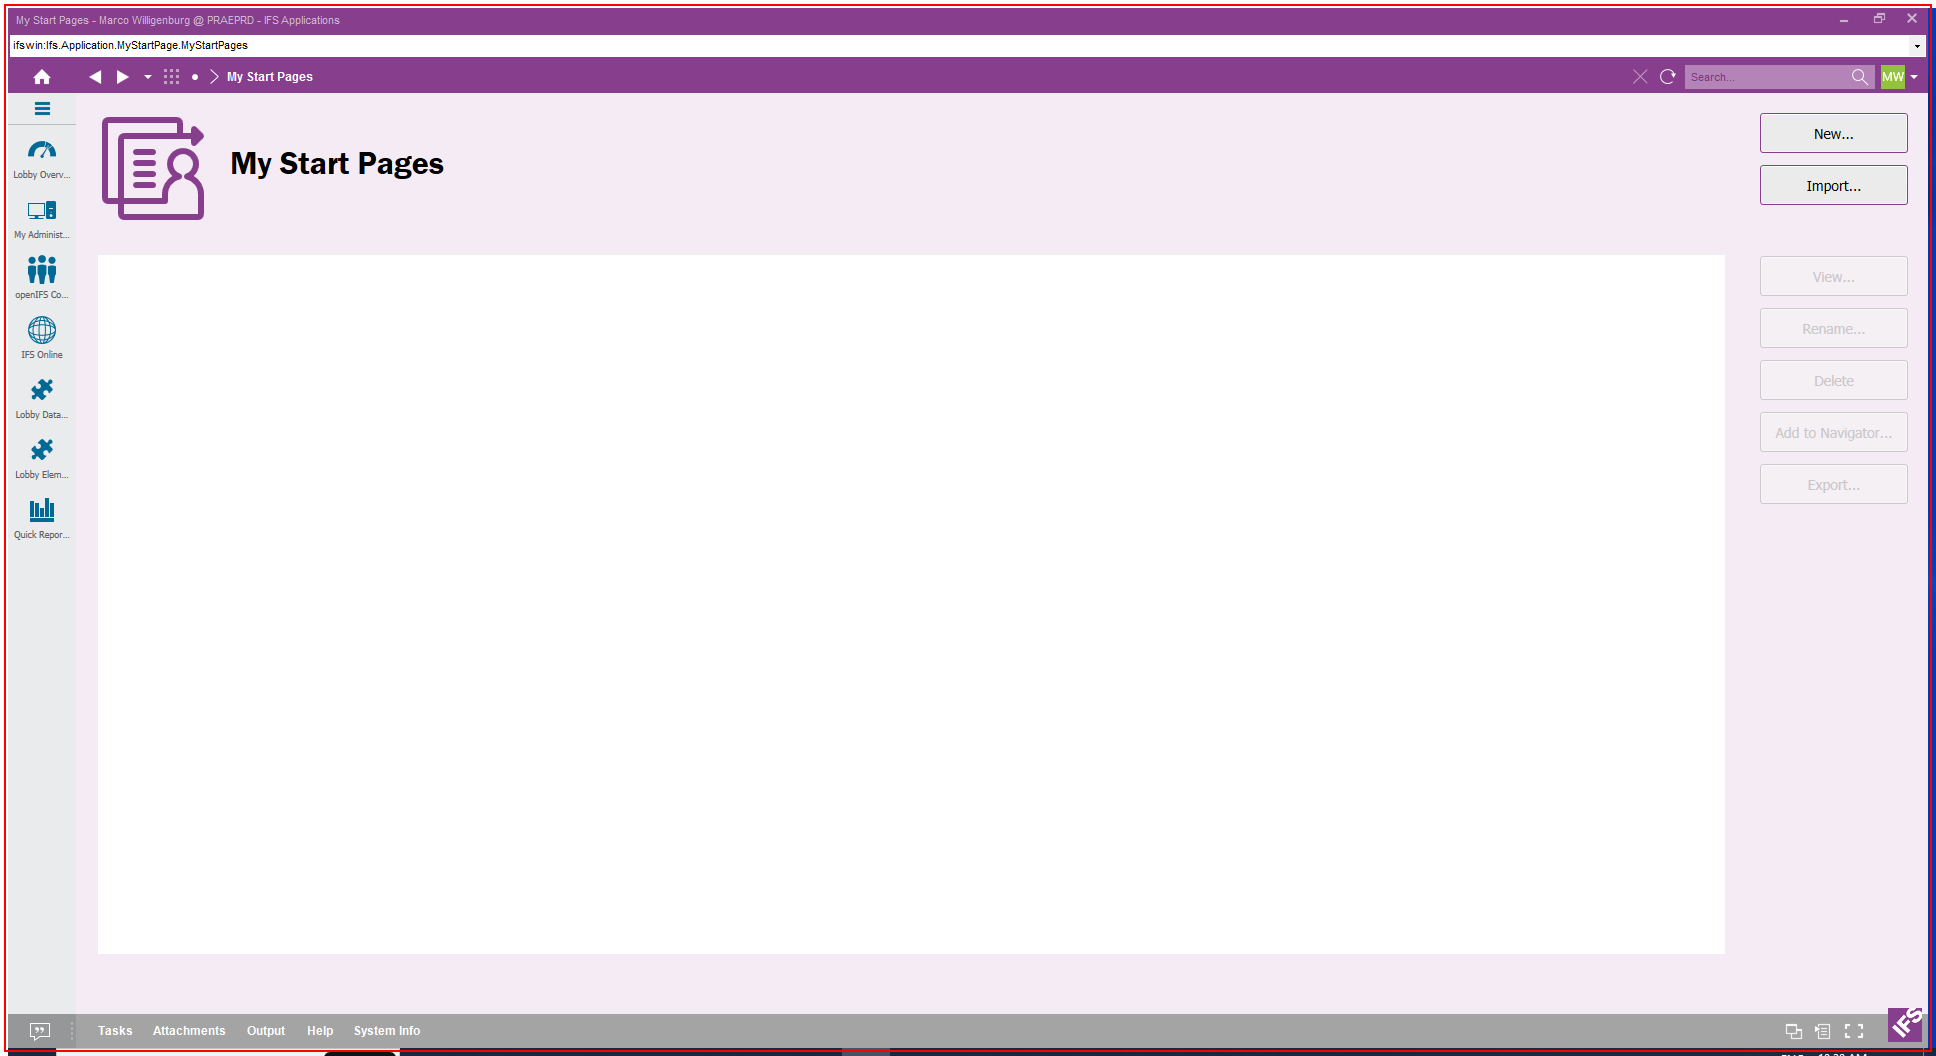 My Start Pages - Marco Willigenburg @ PRAEPRD - IFS Applications
ifswin:Ifs.Application.MyStartPage.MyStartPages
My Start Pages
Search...
MW
My Start Pages
New...
Import...
Lobby Overv...
My Administ...
openIFS Co...
IFS Online
Lobby Data...
Lobby Elem...
Quick Repor...
View...
Rename...
Delete
Add to Navigator...
Export...
Tasks Attachments Output Help System Info
IFS